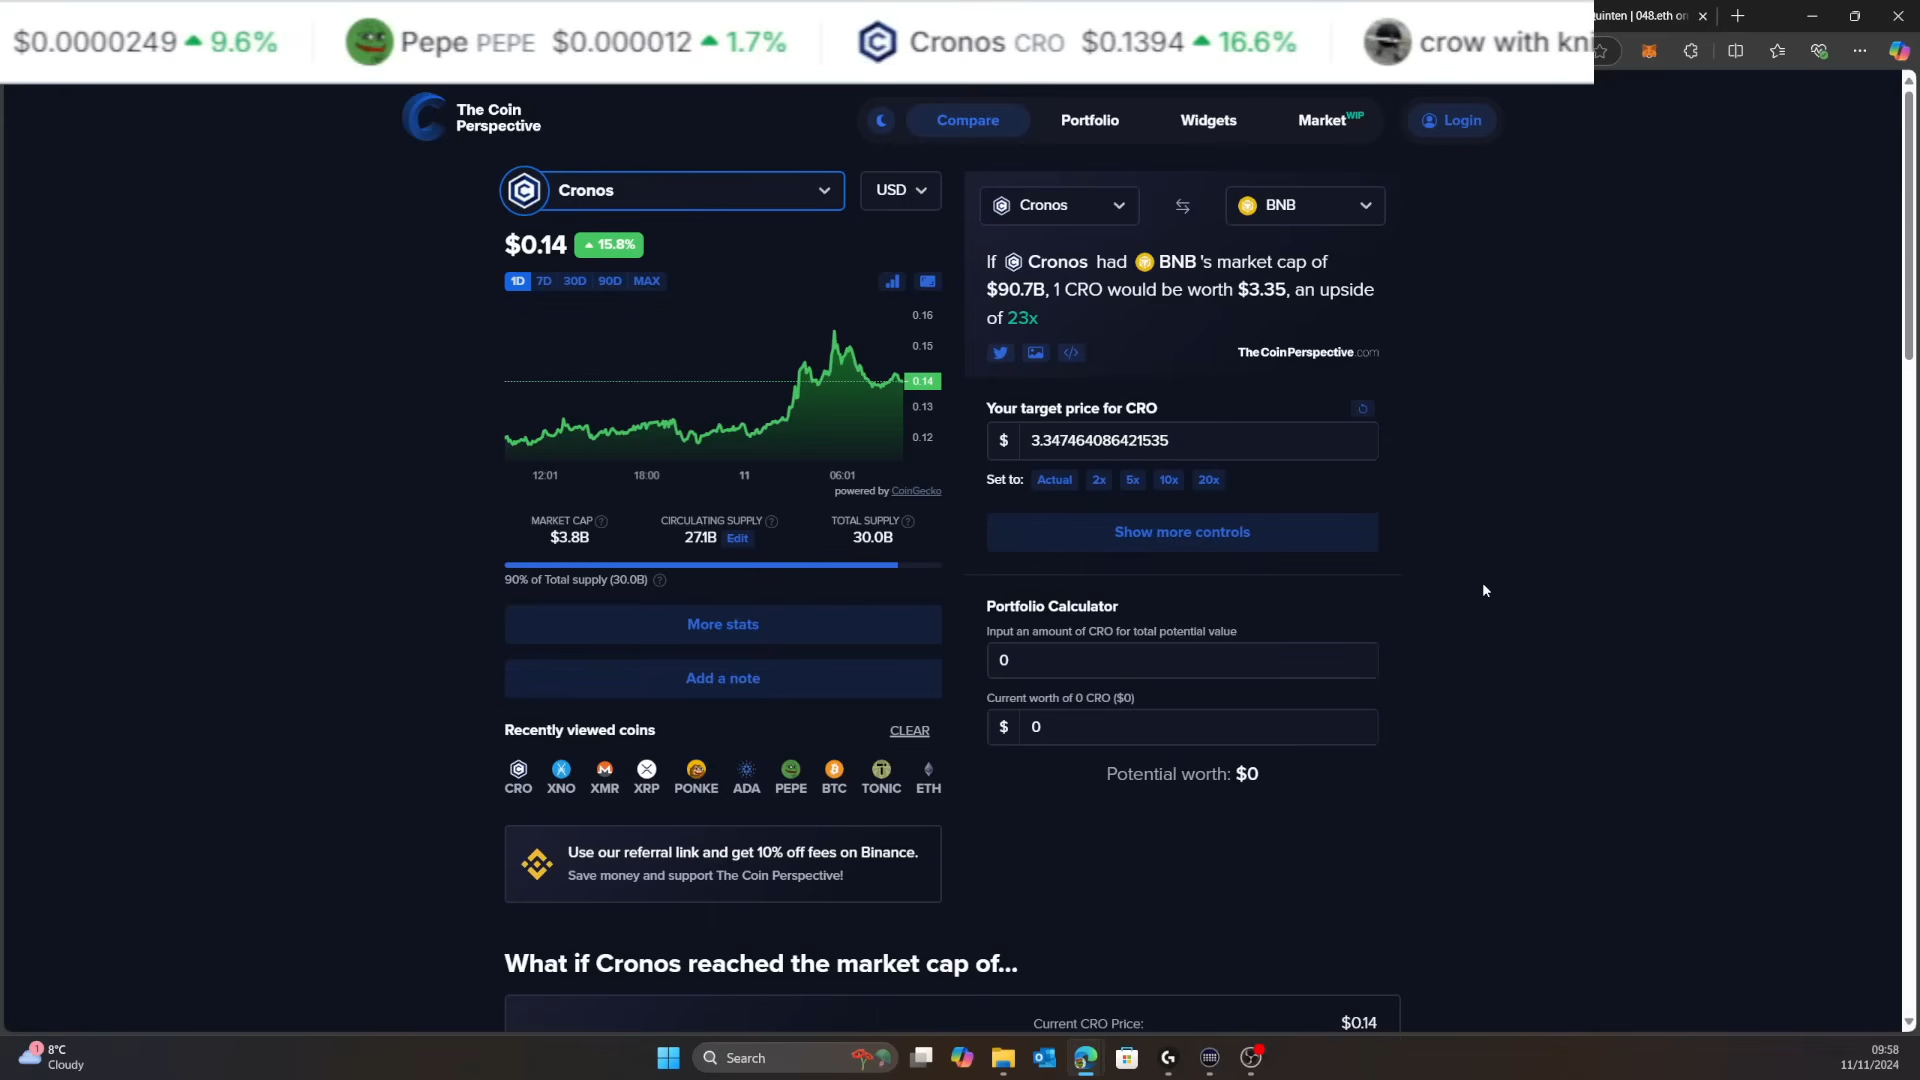 $0.0000249 9.6% Pepe PEPE $0.000012 1.7% Cronos CRO $0.1394 16.6% crow with kni
uinten | 048.eth on
The Coin
Perspective
Compare Portfolio Widgets Market WIP Login
Cronos USD
$0.14 15.8%
1D 7D 30D 90D MAX
0.16
0.15
0.14
0.13
0.12
12:01 18:00 11 06:01
powered by CoinGecko
MARKET CAP ? CIRCULATING SUPPLY ? TOTAL SUPPLY ?
$3.8B 27.1B Edit 30.0B
90% of Total supply (30.0B) ?
More stats
Add a note
Recently viewed coins CLEAR
CRO XNO XMR XRP PONKE ADA PEPE BTC TONIC ETH
Use our referral link and get 10% off fees on Binance.
Save money and support The Coin Perspective!
Cronos BNB
If Cronos had BNB 's market cap of
$90.7B, 1 CRO would be worth $3.35, an upside
of 23x
TheCoinPerspective.com
Your target price for CRO
$ 3.347464086421535
Set to: Actual 2x 5x 10x 20x
Show more controls
Portfolio Calculator
Input an amount of CRO for total potential value
0
Current worth of 0 CRO ($0)
$ 0
Potential worth: $0
What if Cronos reached the market cap of...
Current CRO Price: $0.14
1
8°C
Cloudy
Search
09:58
11/11/2024